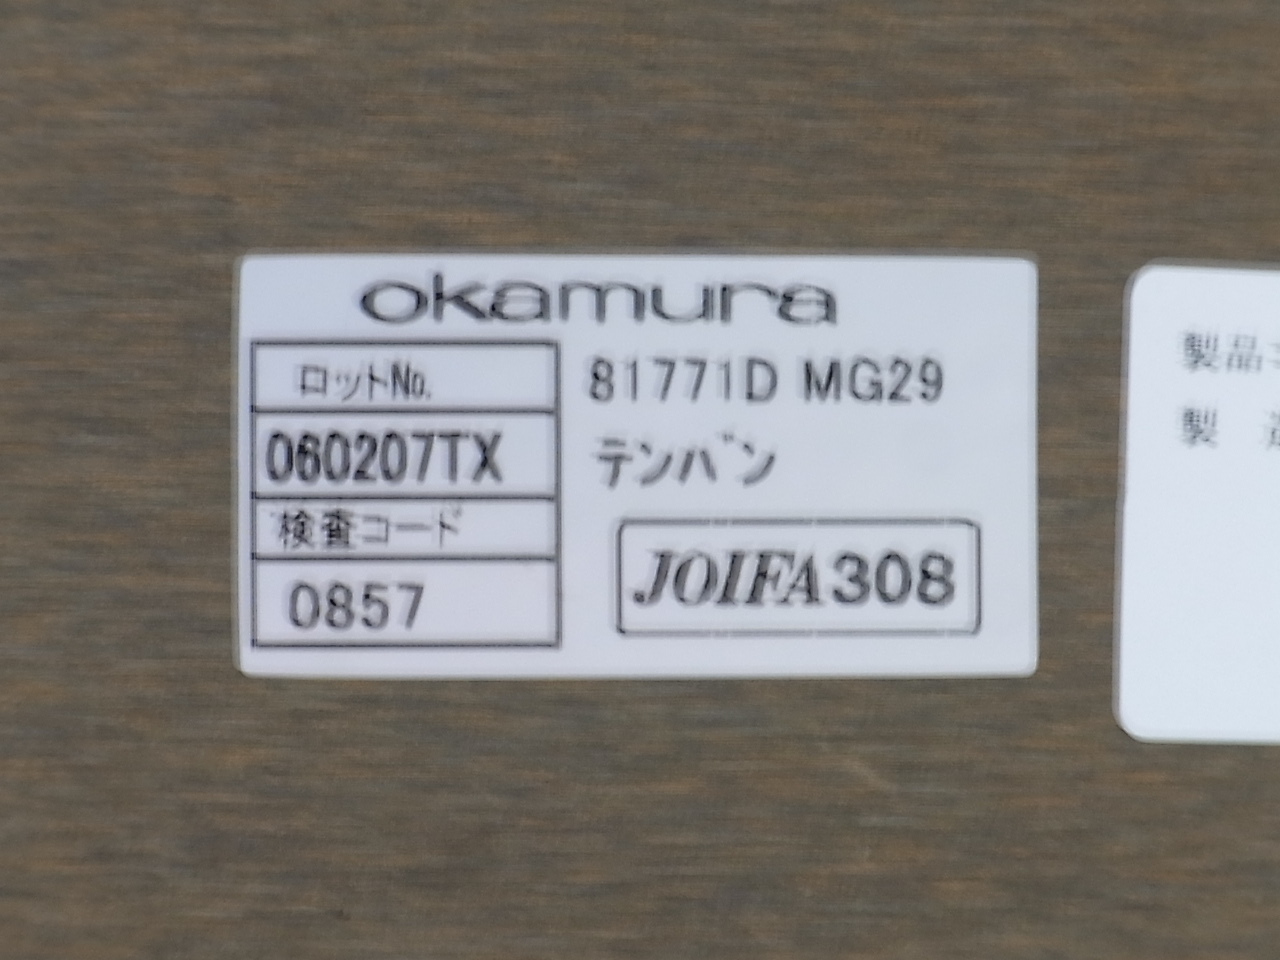 okamura
ロットNo.
81771D MG29
060207TX
テンバン
検査コード
JOIFA308
0857
製品
製